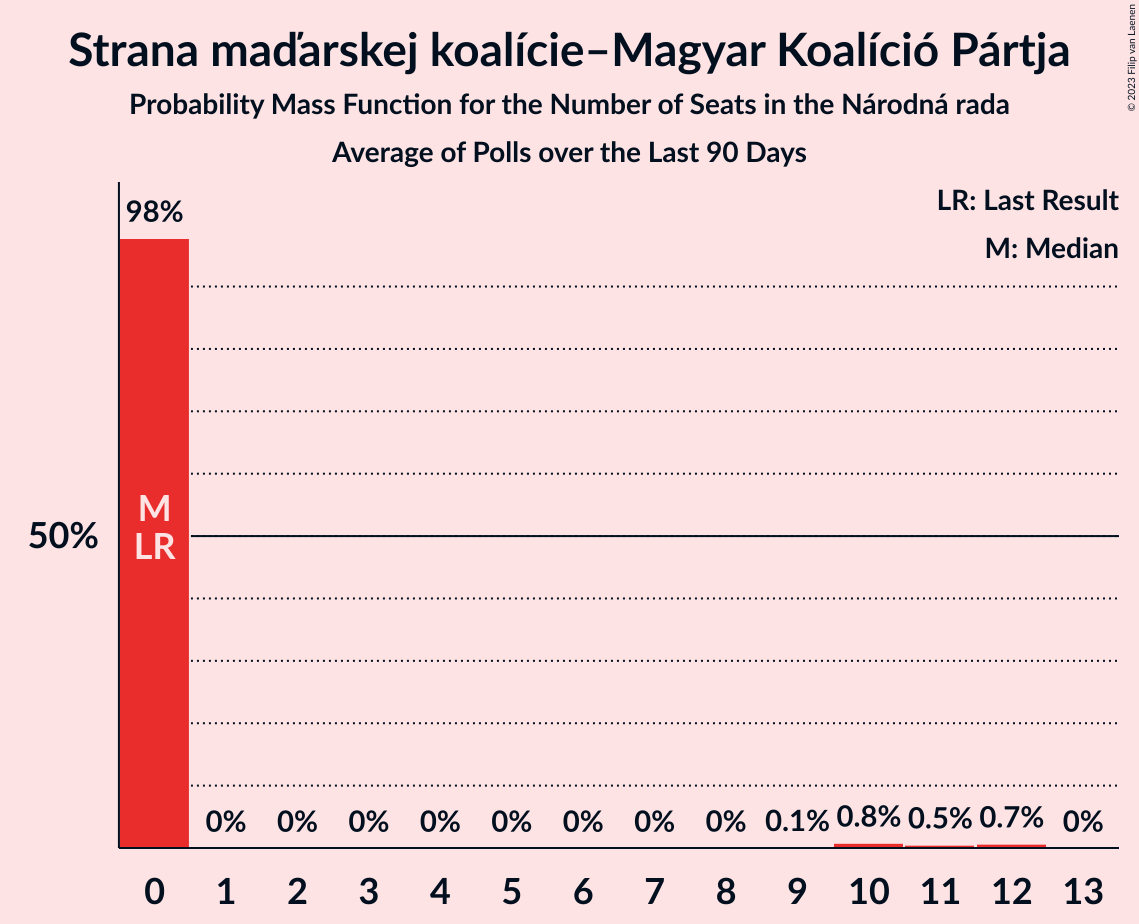 Strana maďarskej koalície–Magyar Koalíció Pártja
Probability Mass Function for the Number of Seats in the Národná rada
Average of Polls over the Last 90 Days
© 2023 Filip van Laenen
LR: Last Result
M: Median
98%
M
LR
50%
0% 0% 0% 0% 0% 0% 0% 0% 0.1% 0.8% 0.5% 0.7% 0%
0 1 2 3 4 5 6 7 8 9 10 11 12 13